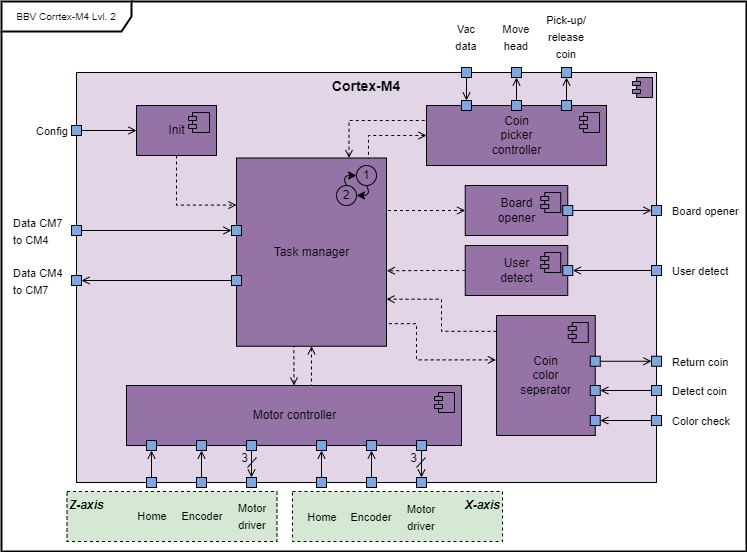 BBV Corrtex-M4 Lvl. 2
Vac
data
Move
head
Pick-up/
release
coin
Cortex-M4
Config
Init
Coin
picker
controller
1
2
Task manager
Board
opener
Board opener
Data CM7
to CM4
User
detect
User detect
Data CM4
to CM7
Coin
color
seperator
Return coin
Detect coin
Color check
Motor controller
3
3
Z-axis
Home
Encoder
Motor
driver
Home
Encoder
Motor
driver
X-axis